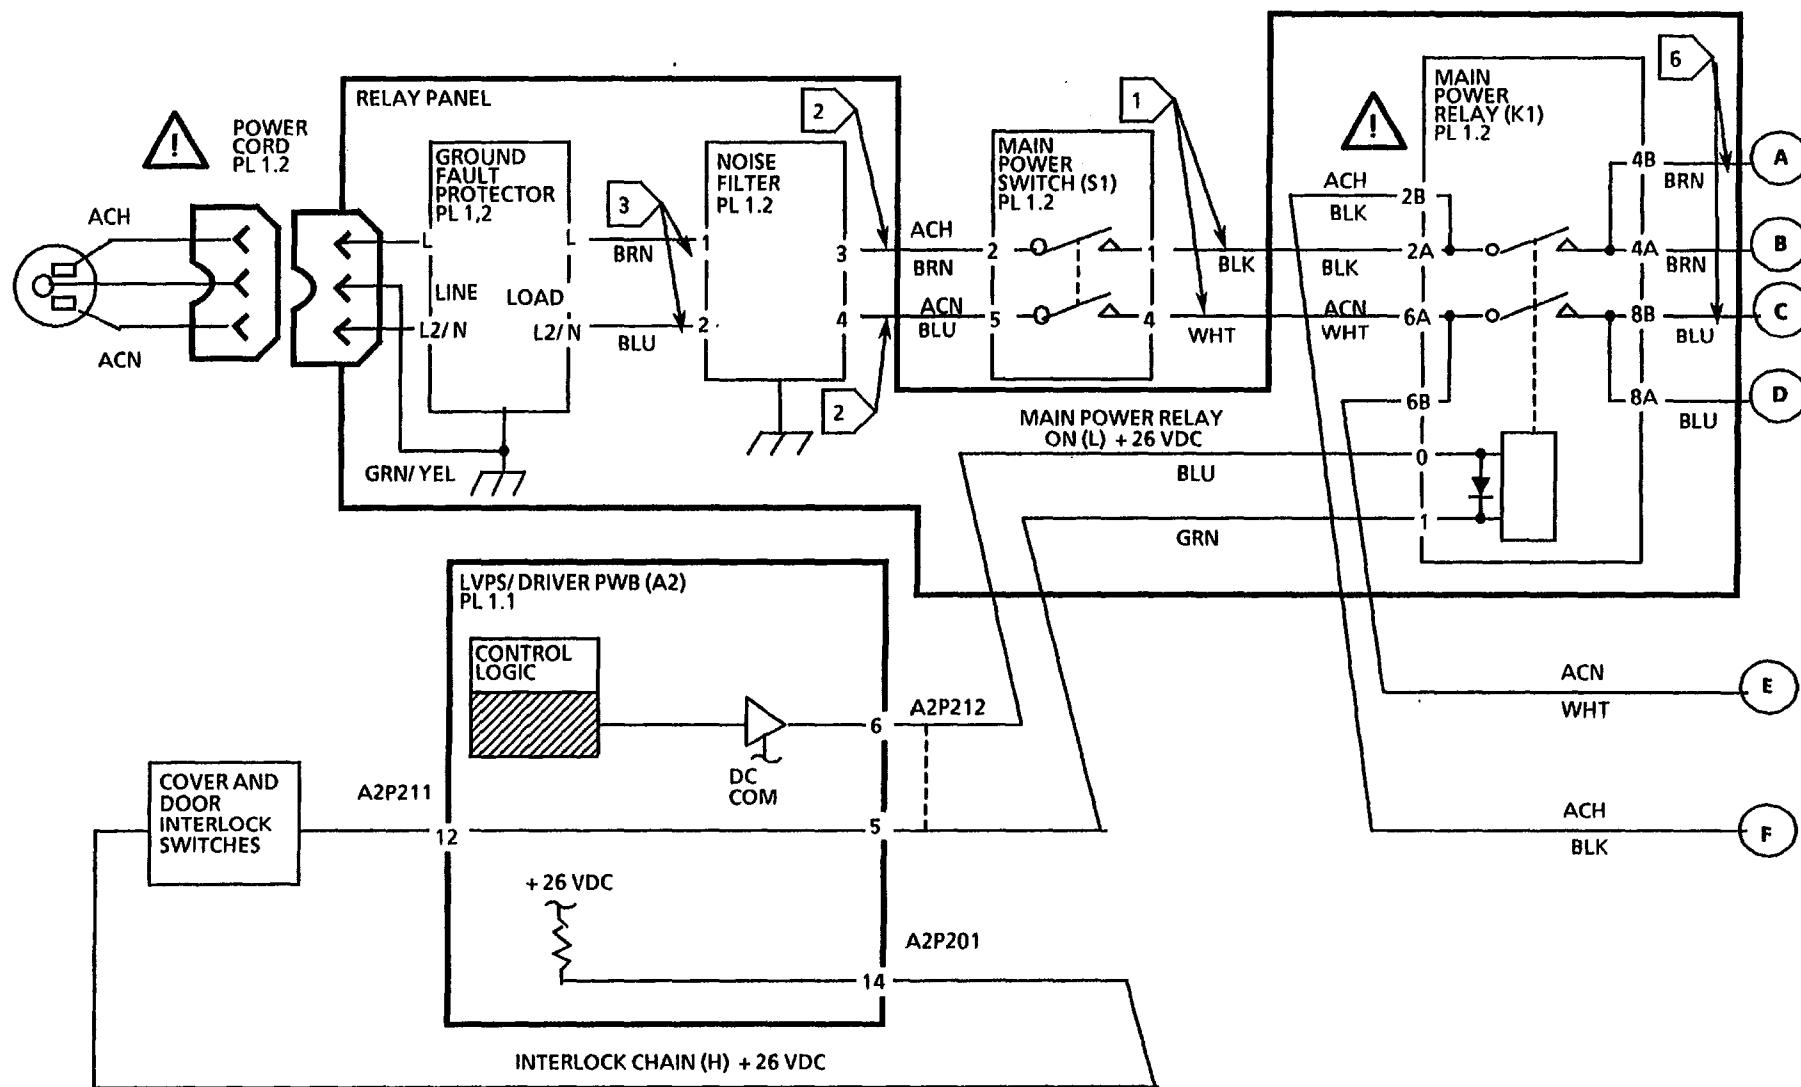 RELAY PANEL
POWER
CORD
PL 1.2
ACH
ACN
GROUND
FAULT
PROTECTOR
PL 1,2
L
L
LINE
LOAD
L2/N
L2/N
GRN/YEL
3
BRN
BLU
NOISE
FILTER
PL 1.2
1
2
3
4
2
2
ACH
BRN
ACN
BLU
MAIN
POWER
SWITCH (S1)
PL 1.2
2
1
5
4
1
BLK
WHT
!
!
MAIN
POWER
RELAY (K1)
PL 1.2
6
ACH
BLK
2B
BLK
2A
ACN
WHT
6A
6B
4B
BRN
A
4A
BRN
B
8B
BLU
C
8A
BLU
D
MAIN POWER RELAY
ON (L) + 26 VDC
BLU
0
GRN
1
LVPS/DRIVER PWB (A2)
PL 1.1
CONTROL
LOGIC
DC
COM
6
A2P212
5
A2P211
12
COVER AND
DOOR
INTERLOCK
SWITCHES
+ 26 VDC
A2P201
14
INTERLOCK CHAIN (H) + 26 VDC
ACN
WHT
E
ACH
BLK
F